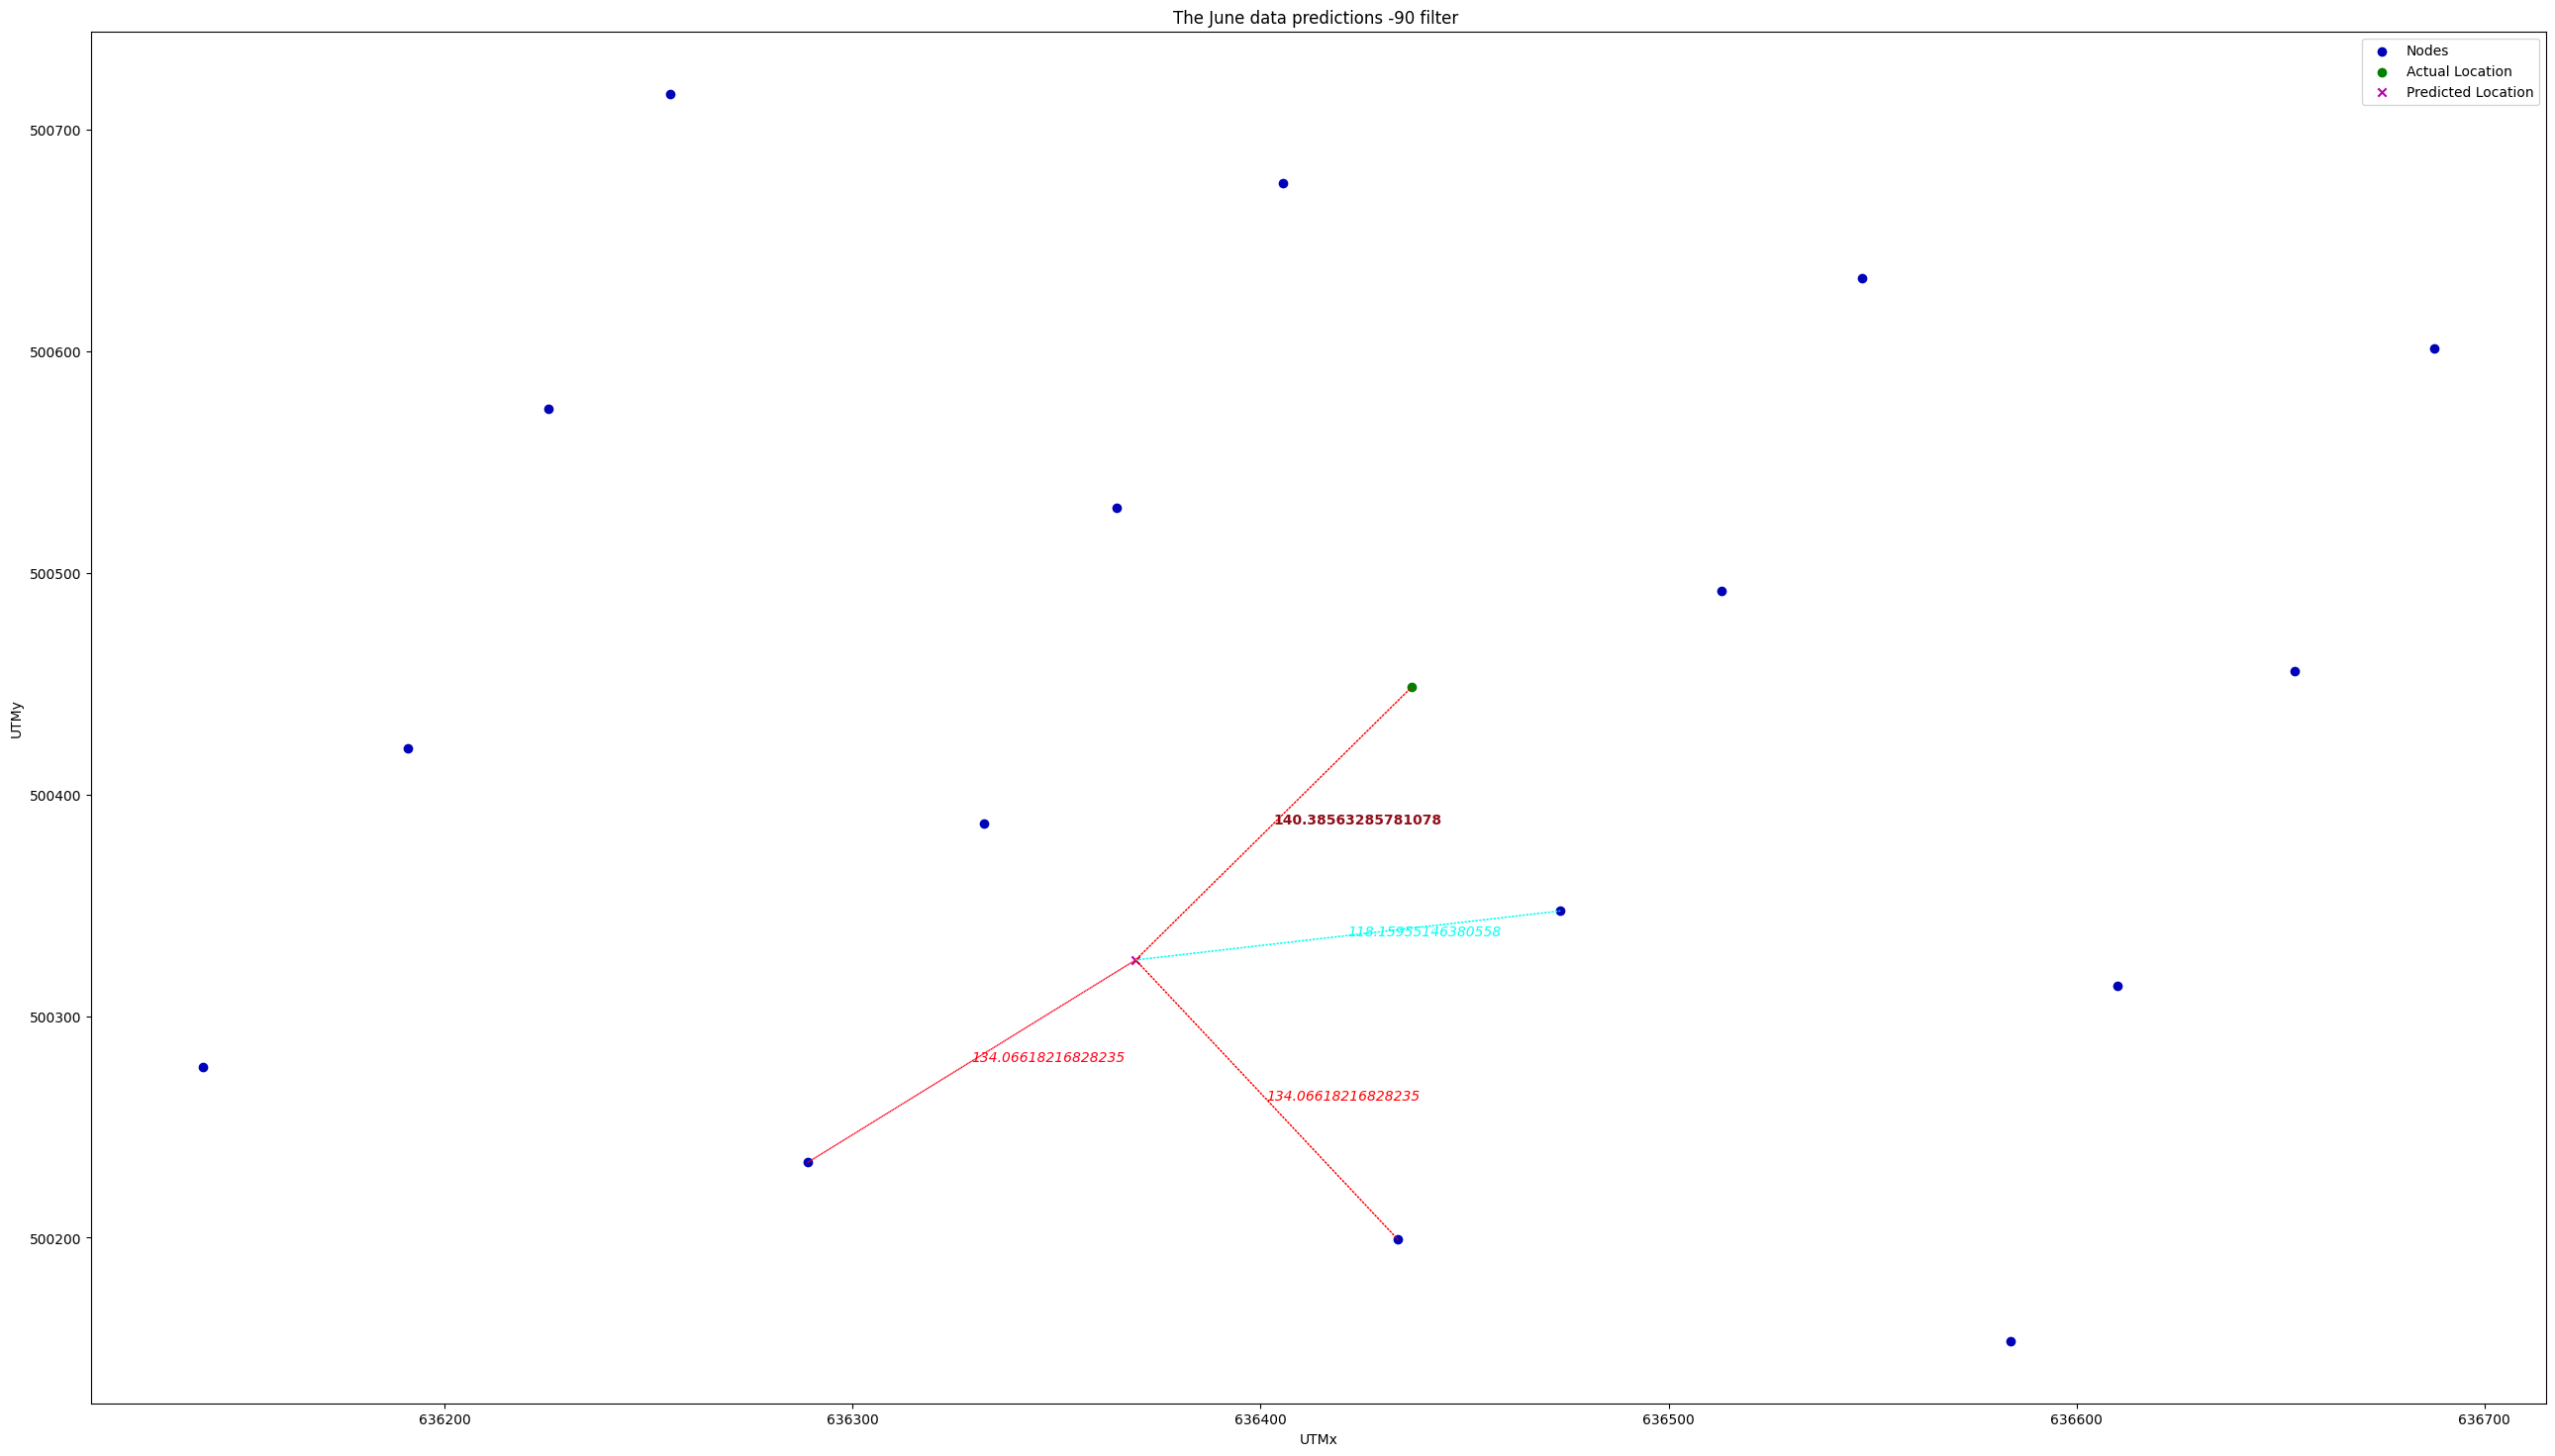 The June data predictions -90 filter
Nodes
Actual Location
Predicted Location
500700
500600
500500
500400
500300
500200
UTMy
140.38563285781078
118.15955146380558
134.06618216828235
134.06618216828235
636200
636300
636400
636500
636600
636700
UTMx